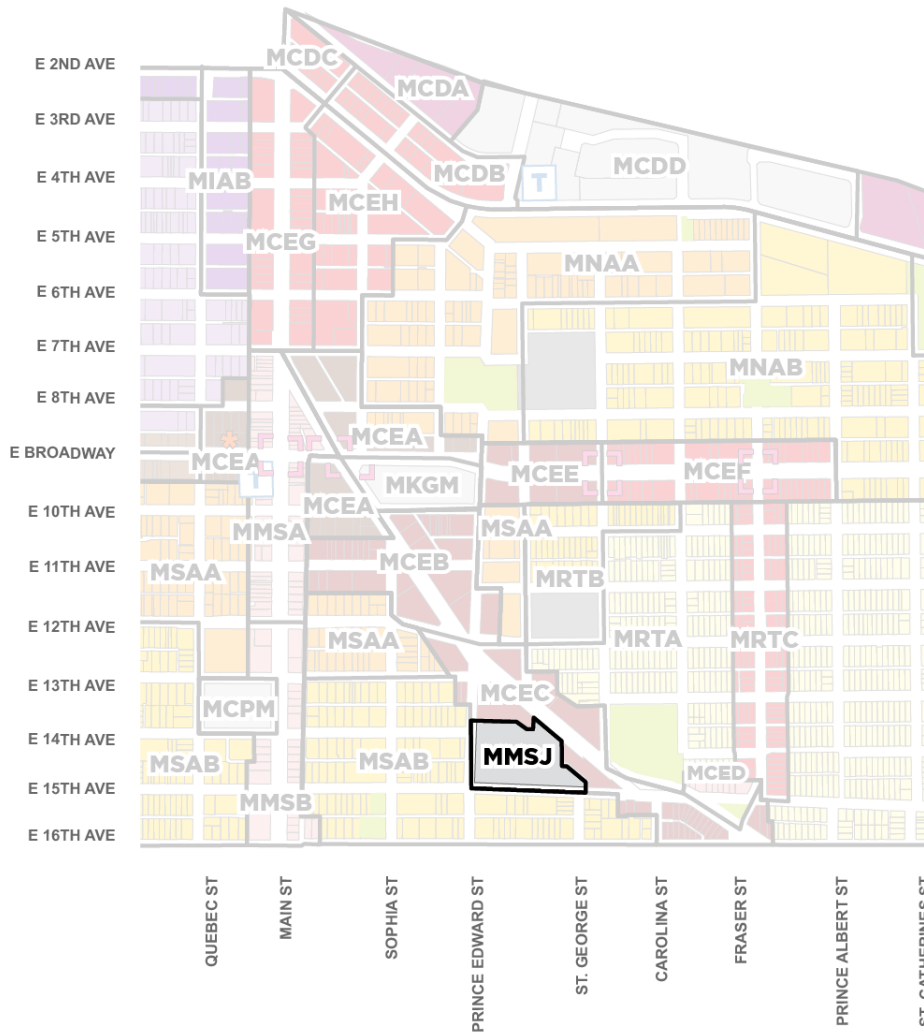 E 2ND AVE
MCDC
MCDA
E 3RD AVE
E 4TH AVE
MIAB
MCEH
MCDB
T
MCDD
E 5TH AVE
MCEG
MNAA
E 6TH AVE
E 7TH AVE
MNAB
E 8TH AVE
MCEA
E BROADWAY
MCEA
MCEE
MCEF
T
MKGM
MCEA
E 10TH AVE
MMSA
MSAA
MCEB
E 11TH AVE
MSAA
MRTB
E 12TH AVE
MSAA
MRTA
MRTC
E 13TH AVE
MCPM
MCEC
E 14TH AVE
MSAB
MSAB
MMSJ
MCED
E 15TH AVE
MMSB
E 16TH AVE
QUEBEC ST
MAIN ST
SOPHIA ST
PRINCE EDWARD ST
ST. GEORGE ST
CAROLINA ST
FRASER ST
PRINCE ALBERT ST
ST. CATHERINES ST